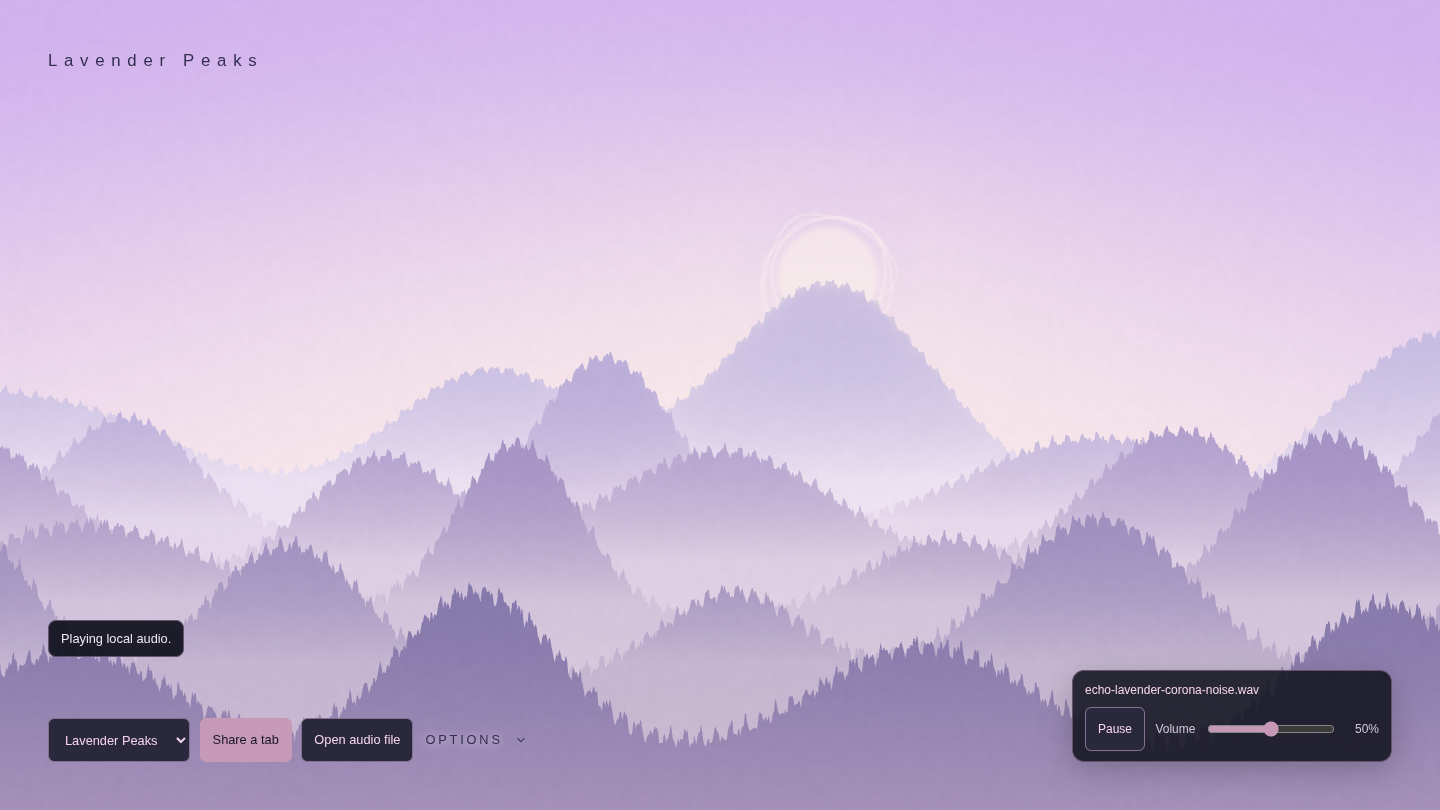 Lavender Peaks
Playing local audio.
Lavender Peaks
Share a tab
Open audio file
OPTIONS
echo-lavender-corona-noise.wav
Pause
Volume
50%